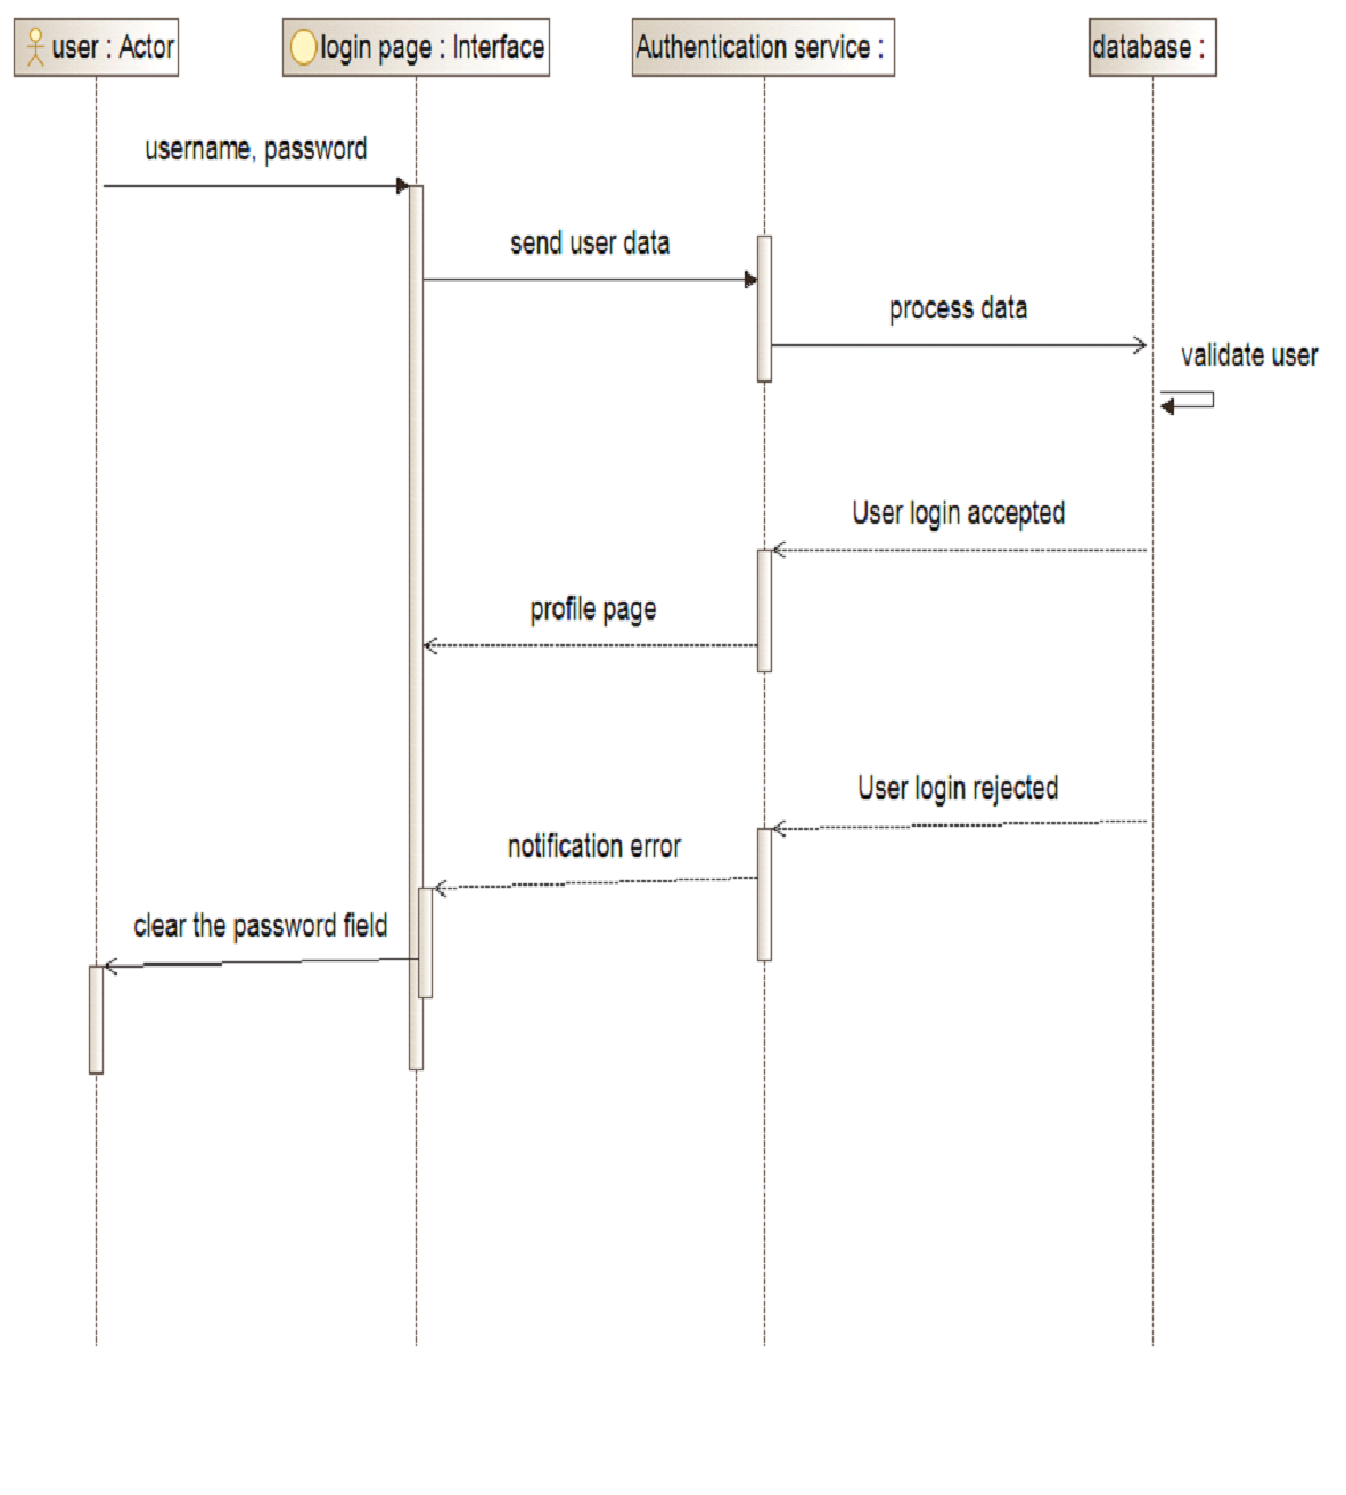 user : Actor
login page : Interface
Authentication service :
database :
username, password
send user data
process data
validate user
User login accepted
profile page
User login rejected
notification error
clear the password field